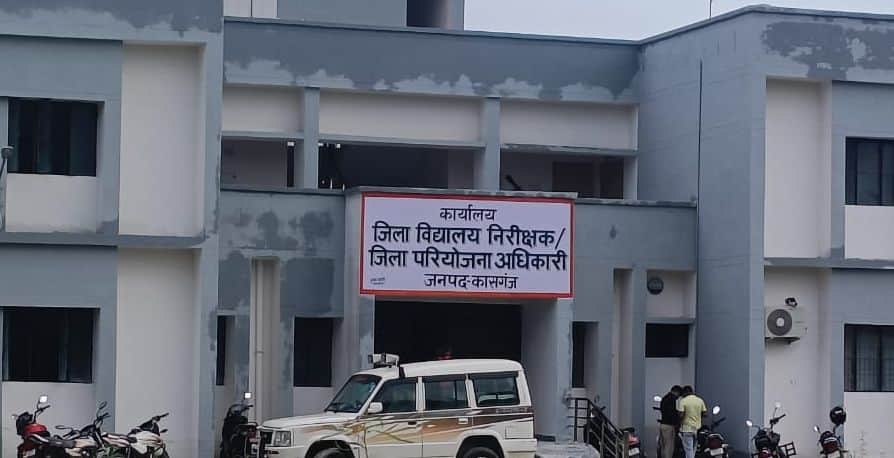 कार्यालय
जिला विद्यालय निरीक्षक/
जिला परियोजना अधिकारी
जनपद-कासगंज